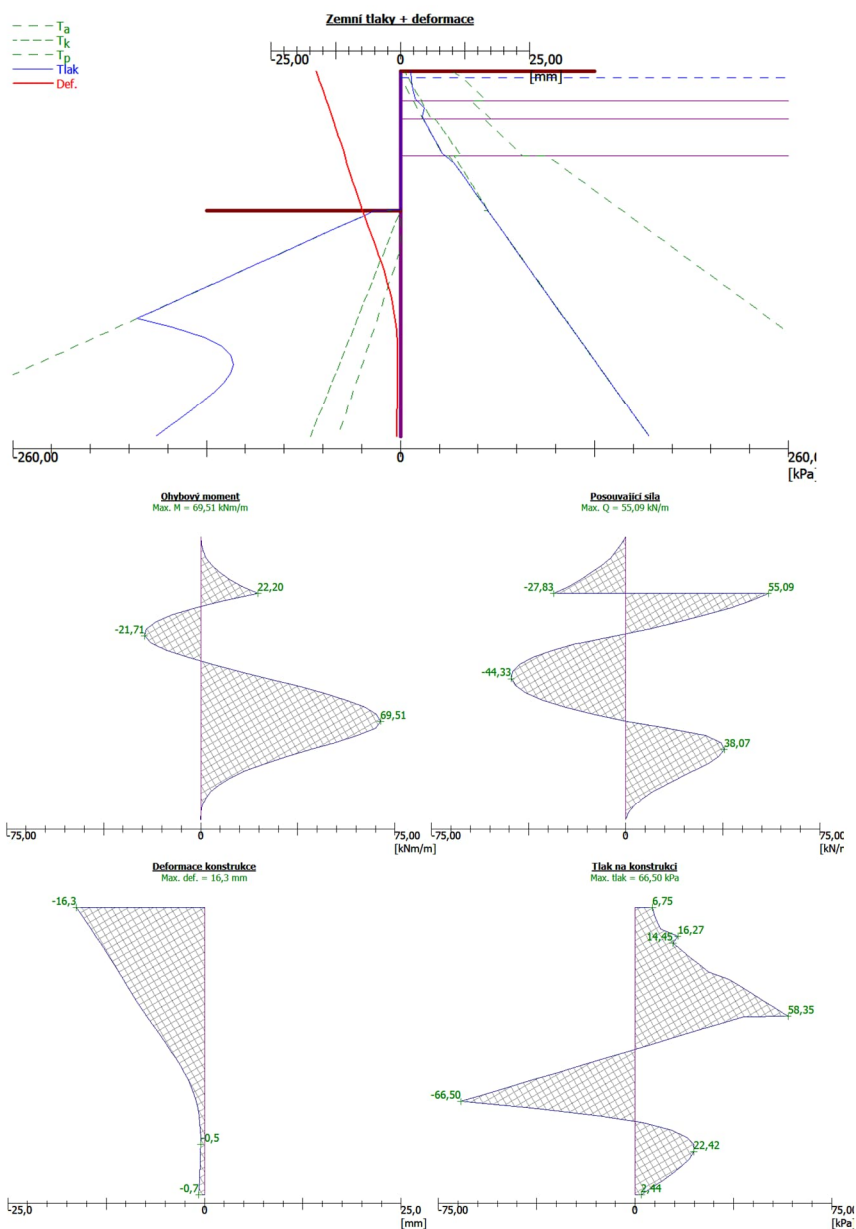 Zemní tlaky + deformace
Ta
Tk
Tp
Tlak
Def.
-25,00 0 25,00
[mm]
-260,00 0 260,0
[kPa]
Ohybový moment
Max. M = 69,51 kNm/m
22,20
-21,71
69,51
-75,00 0 75,00
[kNm/m]
Posouvající síla
Max. Q = 55,09 kN/m
-27,83
55,09
-44,33
38,07
-75,00 0 75,00
[kN/m
Deformace konstrukce
Max. def. = 16,3 mm
-16,3
-0,5
-0,7
-25,0 0 25,0
[mm]
Tlak na konstrukci
Max. tlak = 66,50 kPa
6,75
16,27
14,45
58,35
-66,50
22,42
2,44
-75,00 0 75,00
[kPa]